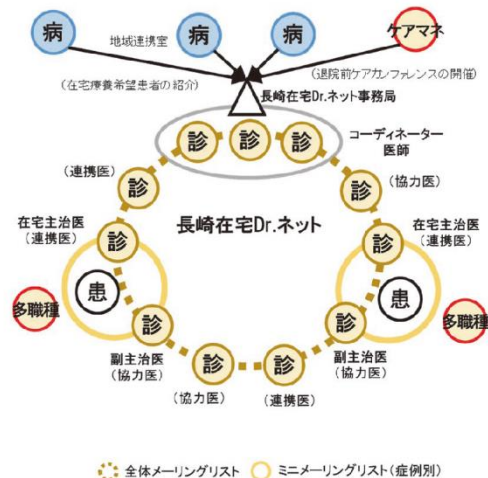 病
地域連携室
病
病
ケアマネ
(在宅療養希望患者の紹介)
(退院前ケアカンファレンスの開催)
長崎在宅Dr.ネット事務局
診
診
診
コーディネーター
医師
(連携医)
診
診
(協力医)
在宅主治医
(連携医)
診
長崎在宅Dr.ネット
診
在宅主治医
(連携医)
患
患
多職種
多職種
診
診
副主治医
(協力医)
診
診
副主治医
(協力医)
(協力医)
(連携医)
全体メーリングリスト
ミニメーリングリスト(症例別)